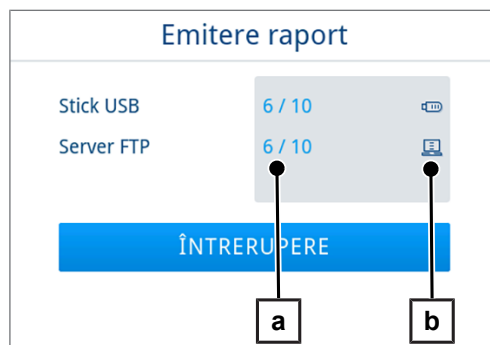 Emitere raport
Stick USB 6 / 10
Server FTP 6 / 10
ÎNTRERUPERE
a b